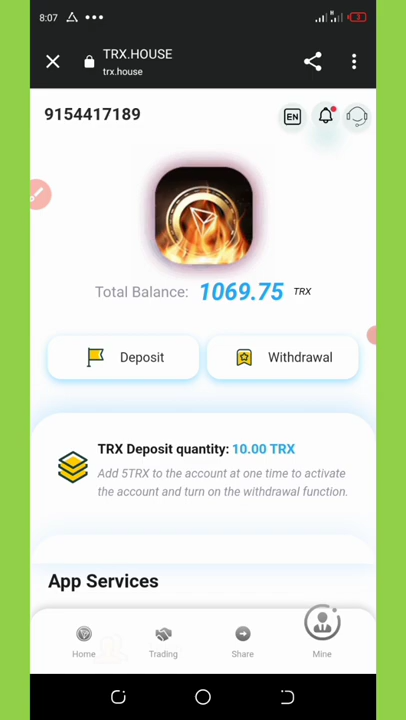 8:07
3
TRX.HOUSE
trx.house
9154417189
EN
Total Balance: 1069.75 TRX
Deposit
Withdrawal
TRX Deposit quantity: 10.00 TRX
Add 5TRX to the account at one time to activate
the account and turn on the withdrawal function.
App Services
Home
Trading
Share
Mine